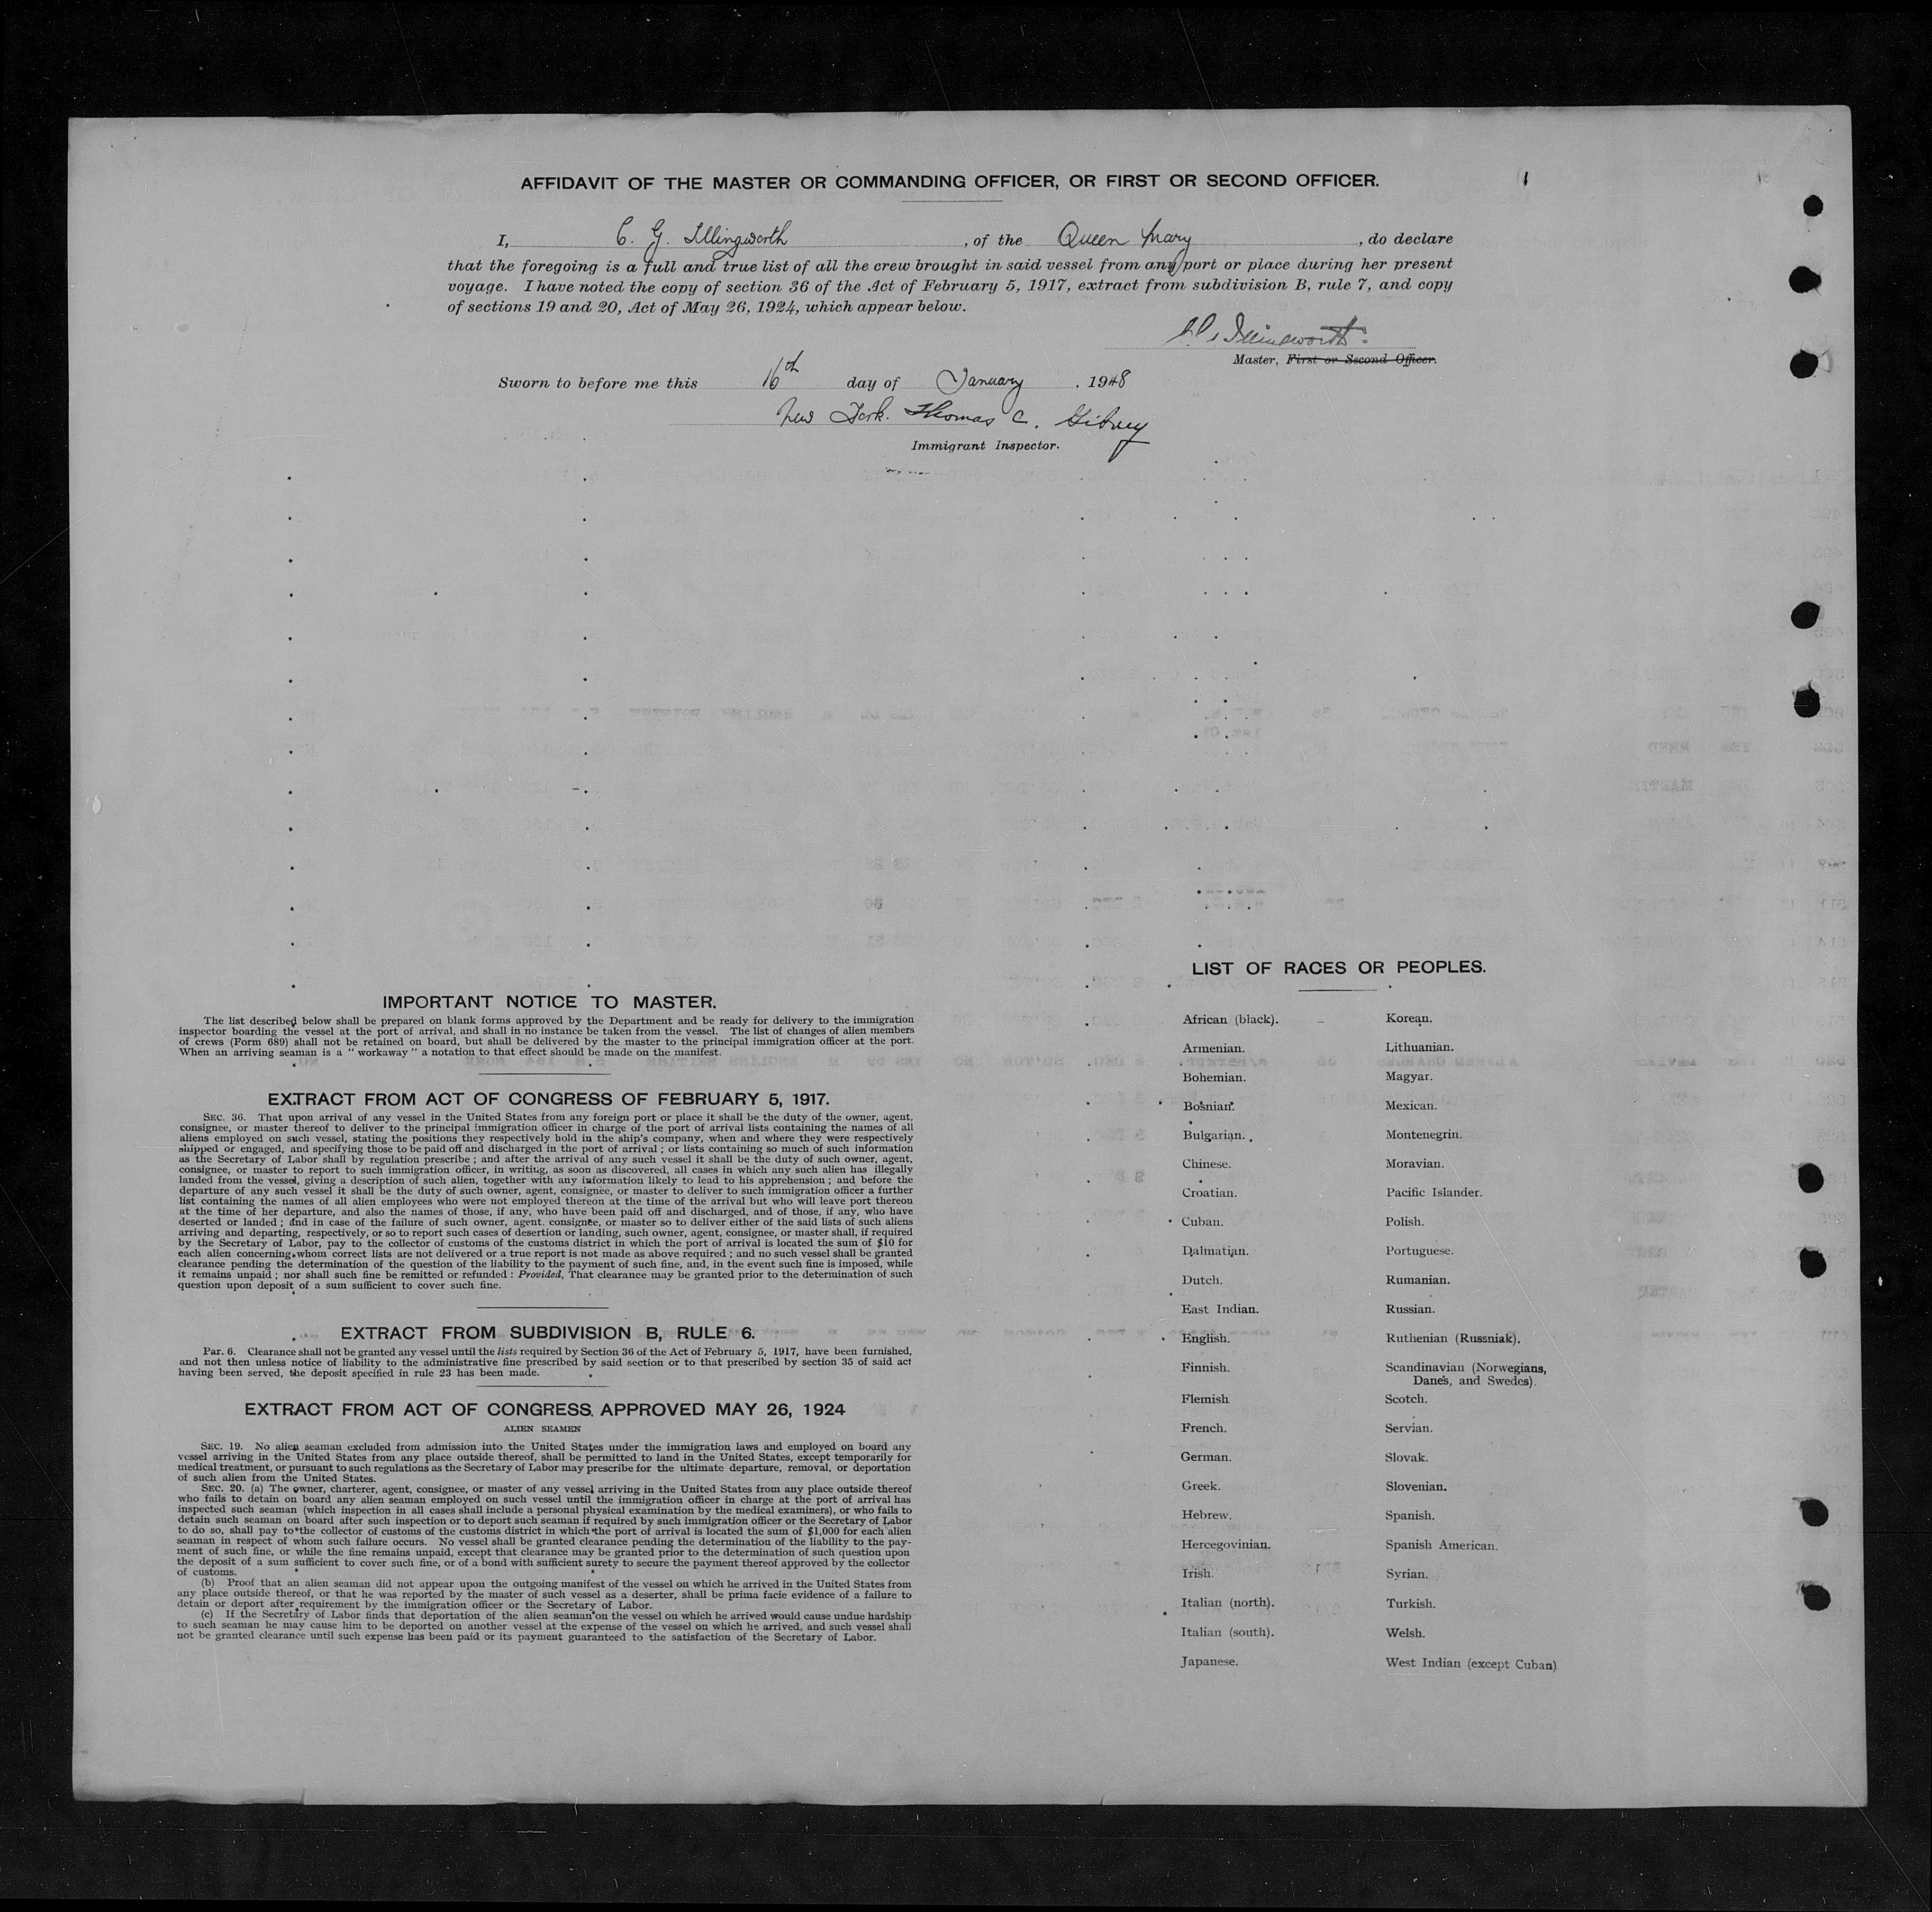 AFFIDAVIT OF THE MASTER OR COMMANDING OFFICER, OR FIRST OR SECOND OFFICER.
I, C. G. Illingworth, of the Queen Mary, do declare
that the foregoing is a full and true list of all the crew brought in said vessel from any port or place during her present
voyage. I have noted the copy of section 36 of the Act of February 5, 1917, extract from subdivision B, rule 7, and copy
of sections 19 and 20, Act of May 26, 1924, which appear below.
Illingworth
Master, First or Second Officer.
Sworn to before me this 16th day of January . 1948
New York. Thomas C. Gibney
Immigrant Inspector.
IMPORTANT NOTICE TO MASTER.
The list described below shall be prepared on blank forms approved by the Department and be ready for delivery to the immigration
inspector boarding the vessel at the port of arrival, and shall in no instance be taken from the vessel. The list of changes of alien members
of crews (Form 689) shall not be retained on board, but shall be delivered by the master to the principal immigration officer at the port.
When an arriving seaman is a " workaway " a notation to that effect should be made on the manifest.
EXTRACT FROM ACT OF CONGRESS OF FEBRUARY 5, 1917.
SEC. 36. That upon arrival of any vessel in the United States from any foreign port or place it shall be the duty of the owner, agent,
consignee, or master thereof to deliver to the principal immigration officer in charge of the port of arrival lists containing the names of all
aliens employed on such vessel, stating the positions they respectively hold in the ship's company, when and where they were respectively
shipped or engaged, and specifying those to be paid off and discharged in the port of arrival ; or lists containing so much of such information
as the Secretary of Labor shall by regulation prescribe ; and after the arrival of any such vessel it shall be the duty of such owner, agent,
consignee, or master to report to such immigration officer, in writing, as soon as discovered, all cases in which any such alien has illegally
landed from the vessel, giving a description of such alien, together with any information likely to lead to his apprehension ; and before the
departure of any such vessel it shall be the duty of such owner, agent, consignee, or master to deliver to such immigration officer a further
list containing the names of all alien employees who were not employed thereon at the time of the arrival but who will leave port thereon
at the time of her departure, and also the names of those, if any, who have been paid off and discharged, and of those, if any, who have
deserted or landed ; and in case of the failure of such owner, agent, consignee, or master so to deliver either of the said lists of such aliens
arriving and departing, respectively, or so to report such cases of desertion or landing, such owner, agent, consignee, or master shall, if required
by the Secretary of Labor, pay to the collector of customs of the customs district in which the port of arrival is located the sum of $10 for
each alien concerning whom correct lists are not delivered or a true report is not made as above required ; and no such vessel shall be granted
clearance pending the determination of the question of the liability to the payment of such fine, and, in the event such fine is imposed, while
it remains unpaid ; nor shall such fine be remitted or refunded : Provided, That clearance may be granted prior to the determination of such
question upon deposit of a sum sufficient to cover such fine.
EXTRACT FROM SUBDIVISION B, RULE 6.
Par. 6. Clearance shall not be granted any vessel until the lists required by Section 36 of the Act of February 5, 1917, have been furnished,
and not then unless notice of liability to the administrative fine prescribed by said section or to that prescribed by section 35 of said act
having been served, the deposit specified in rule 23 has been made.
EXTRACT FROM ACT OF CONGRESS APPROVED MAY 26, 1924
ALIEN SEAMEN
SEC. 19. No alien seaman excluded from admission into the United States under the immigration laws and employed on board any
vessel arriving in the United States from any place outside thereof, shall be permitted to land in the United States, except temporarily for
medical treatment, or pursuant to such regulations as the Secretary of Labor may prescribe for the ultimate departure, removal, or deportation
of such alien from the United States.
SEC. 20. (a) The owner, charterer, agent, consignee, or master of any vessel arriving in the United States from any place outside thereof
who fails to detain on board any alien seaman employed on such vessel until the immigration officer in charge at the port of arrival has
inspected such seaman (which inspection in all cases shall include a personal physical examination by the medical examiners), or who fails to
detain such seaman on board after such inspection or to deport such seaman if required by such immigration officer or the Secretary of Labor
to do so, shall pay to the collector of customs of the customs district in which the port of arrival is located the sum of $1,000 for each alien
seaman in respect of whom such failure occurs. No vessel shall be granted clearance pending the determination of the liability to the pay-
ment of such fine, or while the fine remains unpaid, except that clearance may be granted prior to the determination of such question upon
the deposit of a sum sufficient to cover such fine, or of a bond with sufficient surety to secure the payment thereof approved by the collector
of customs.
(b) Proof that an alien seaman did not appear upon the outgoing manifest of the vessel on which he arrived in the United States from
any place outside thereof, or that he was reported by the master of such vessel as a deserter, shall be prima facie evidence of a failure to
detain or deport after requirement by the immigration officer or the Secretary of Labor.
(c) If the Secretary of Labor finds that deportation of the alien seaman on the vessel on which he arrived would cause undue hardship
to such seaman he may cause him to be deported on another vessel at the expense of the vessel on which he arrived, and such vessel shall
not be granted clearance until such expense has been paid or its payment guaranteed to the satisfaction of the Secretary of Labor.
LIST OF RACES OR PEOPLES.
African (black).
Armenian.
Bohemian.
Bosnian.
Bulgarian.
Chinese.
Croatian.
Cuban.
Dalmatian.
Dutch.
East Indian.
English.
Finnish.
Flemish
French.
German.
Greek.
Hebrew.
Hercegovinian.
Irish.
Italian (north).
Italian (south).
Japanese.
Korean.
Lithuanian.
Magyar.
Mexican.
Montenegrin.
Moravian.
Pacific Islander.
Polish.
Portuguese.
Rumanian.
Russian.
Ruthenian (Russniak).
Scandinavian (Norwegians,
Danes, and Swedes).
Scotch.
Servian.
Slovak.
Slovenian.
Spanish.
Spanish American.
Syrian.
Turkish.
Welsh.
West Indian (except Cuban)